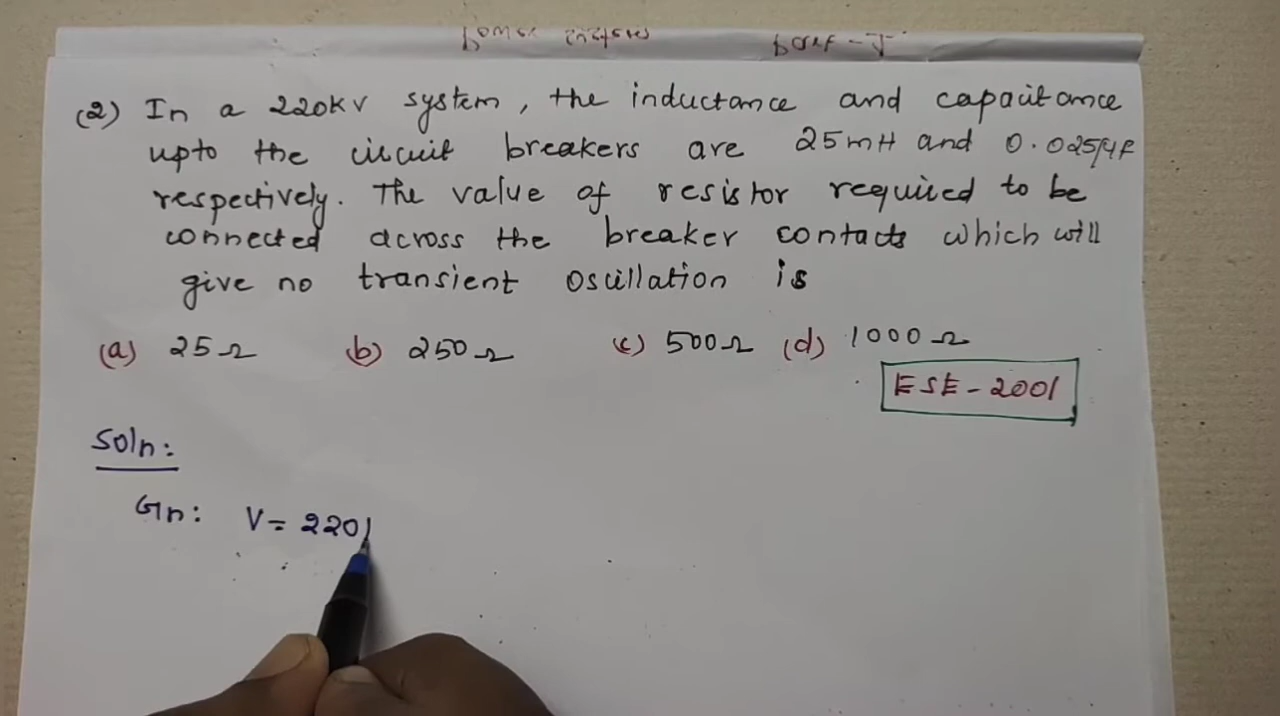 (2) In a 220KV system, the inductance and capacitance
upto the circuit breakers are 25mH and 0.025μF
respectively. The value of resistor required to be
connected across the breaker contacts which will
give no transient oscillation is
(a) 25Ω (b) 250Ω (c) 500Ω (d) 1000Ω
ESE-2001
Soln:
Gn: V= 220